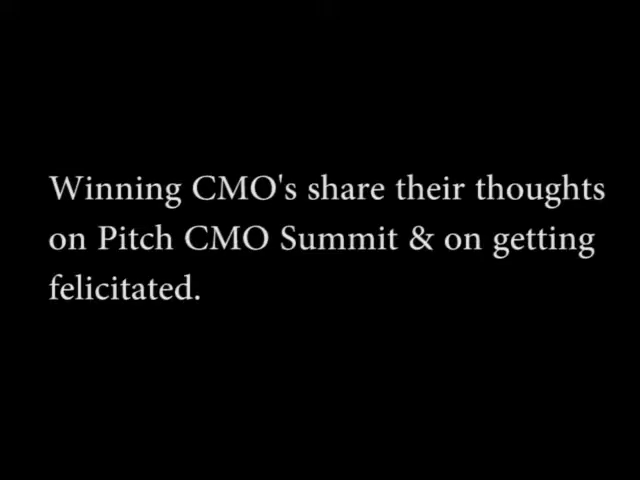 Winning CMO's share their thoughts
on Pitch CMO Summit & on getting
felicitated.